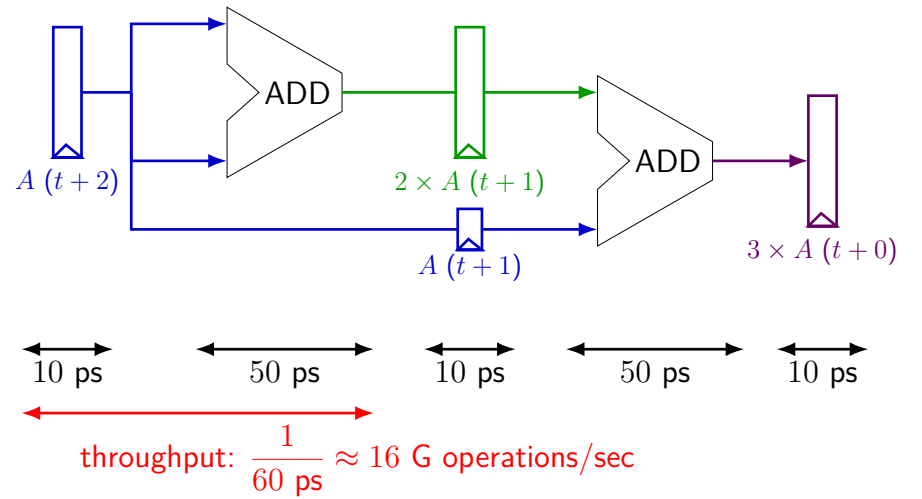 ADD
ADD
A (t+2)
2 × A (t+1)
A (t+1)
3 × A (t+0)
10 ps
50 ps
10 ps
50 ps
10 ps
throughput: 1/60 ps ≈ 16 G operations/sec